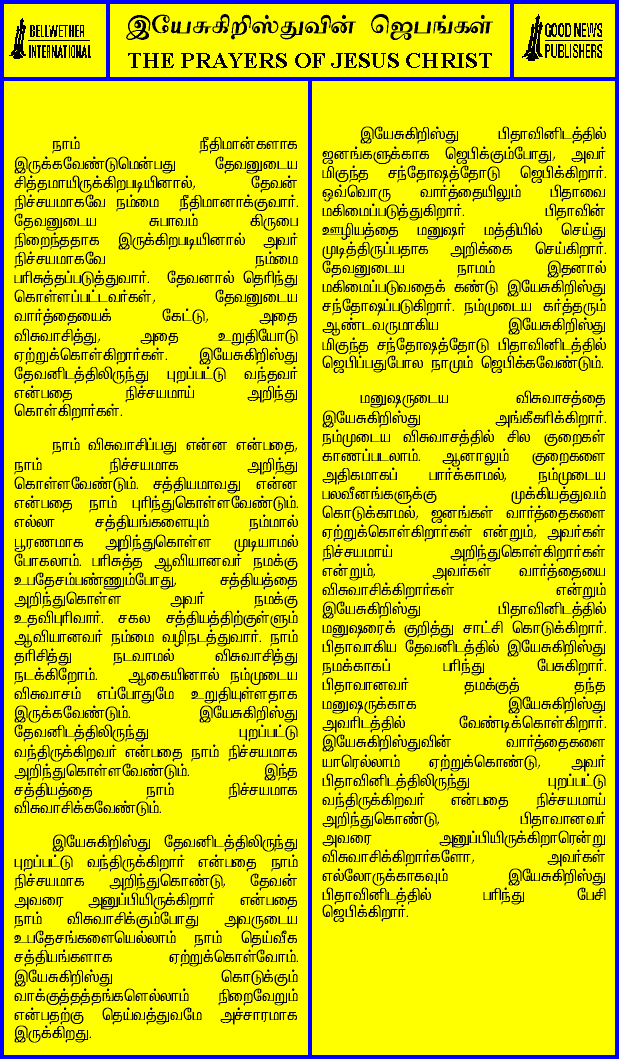 BELLWETHER
INTERNATIONAL
இயேசுகிறிஸ்துவின் ஜெபங்கள்
THE PRAYERS OF JESUS CHRIST
GOOD NEWS
PUBLISHERS
நாம் நீதிமான்களாக
இருக்கவேண்டுமென்பது தேவனுடைய
சித்தமாயிருக்கிறபடியினால், தேவன்
நிச்சயமாகவே நம்மை நீதிமானாக்குவார்.
தேவனுடைய சுபாவம் கிருபை
நிறைந்ததாக இருக்கிறபடியினால் அவர்
நிச்சயமாகவே நம்மை
பரிசுத்தப்படுத்துவார். தேவனால் தெரிந்து
கொள்ளப்பட்டவர்கள், தேவனுடைய
வார்த்தையைக் கேட்டு, அதை
விசுவாசித்து, அதை உறுதியோடு
ஏற்றுக்கொள்கிறார்கள். இயேசுகிறிஸ்து
தேவனிடத்திலிருந்து புறப்பட்டு வந்தவர்
என்பதை நிச்சயமாய் அறிந்து
கொள்கிறார்கள்.
நாம் விசுவாசிப்பது என்ன என்பதை,
நாம் நிச்சயமாக அறிந்து
கொள்ளவேண்டும். சத்தியமாவது என்ன
என்பதை நாம் புரிந்துகொள்ளவேண்டும்.
எல்லா சத்தியங்களையும் நம்மால்
பூரணமாக அறிந்துகொள்ள முடியாமல்
போகலாம். பரிசுத்த ஆவியானவர் நமக்கு
உபதேசம்பண்ணும்போது, சத்தியத்தை
அறிந்துகொள்ள அவர் நமக்கு
உதவிபுரிவார். சகல சத்தியத்திற்குள்ளும்
ஆவியானவர் நம்மை வழிநடத்துவார். நாம்
தரிசித்து நடவாமல் விசுவாசித்து
நடக்கிறோம். ஆகையினால் நம்முடைய
விசுவாசம் எப்போதுமே உறுதியுள்ளதாக
இருக்கவேண்டும். இயேசுகிறிஸ்து
தேவனிடத்திலிருந்து புறப்பட்டு
வந்திருக்கிறவர் என்பதை நாம் நிச்சயமாக
அறிந்துகொள்ளவேண்டும். இந்த
சத்தியத்தை நாம் நிச்சயமாக
விசுவாசிக்கவேண்டும்.
இயேசுகிறிஸ்து தேவனிடத்திலிருந்து
புறப்பட்டு வந்திருக்கிறார் என்பதை நாம்
நிச்சயமாக அறிந்துகொண்டு, தேவன்
அவரை அனுப்பியிருக்கிறார் என்பதை
நாம் விசுவாசிக்கும்போது அவருடைய
உபதேசங்களையெல்லாம் நாம் தெய்வீக
சத்தியங்களாக ஏற்றுக்கொள்வோம்.
இயேசுகிறிஸ்து கொடுக்கும்
வாக்குத்தத்தங்களெல்லாம் நிறைவேறும்
என்பதற்கு தெய்வத்துவமே அச்சாரமாக
இருக்கிறது.
இயேசுகிறிஸ்து பிதாவினிடத்தில்
ஜனங்களுக்காக ஜெபிக்கும்போது, அவர்
மிகுந்த சந்தோஷத்தோடு ஜெபிக்கிறார்.
ஒவ்வொரு வார்த்தையிலும் பிதாவை
மகிமைப்படுத்துகிறார். பிதாவின்
ஊழியத்தை மனுஷர் மத்தியில் செய்து
முடித்திருப்பதாக அறிக்கை செய்கிறார்.
தேவனுடைய நாமம் இதனால்
மகிமைப்படுவதைக் கண்டு இயேசுகிறிஸ்து
சந்தோஷப்படுகிறார். நம்முடைய கர்த்தரும்
ஆண்டவருமாகிய இயேசுகிறிஸ்து
மிகுந்த சந்தோஷத்தோடு பிதாவினிடத்தில்
ஜெபிப்பதுபோல நாமும் ஜெபிக்கவேண்டும்.
மனுஷருடைய விசுவாசத்தை
இயேசுகிறிஸ்து அங்கீகரிக்கிறார்.
நம்முடைய விசுவாசத்தில் சில குறைகள்
காணப்படலாம். ஆனாலும் குறைகளை
அதிகமாகப் பார்க்காமல், நம்முடைய
பலவீனங்களுக்கு முக்கியத்துவம்
கொடுக்காமல், ஜனங்கள் வார்த்தைகளை
ஏற்றுக்கொள்கிறார்கள் என்றும், அவர்கள்
நிச்சயமாய் அறிந்துகொள்கிறார்கள்
என்றும், அவர்கள் வார்த்தையை
விசுவாசிக்கிறார்கள் என்றும்
இயேசுகிறிஸ்து பிதாவினிடத்தில்
மனுஷரைக் குறித்து சாட்சி கொடுக்கிறார்.
பிதாவாகிய தேவனிடத்தில் இயேசுகிறிஸ்து
நமக்காகப் பரிந்து பேசுகிறார்.
பிதாவானவர் தமக்குத் தந்த
மனுஷருக்காக இயேசுகிறிஸ்து
அவரிடத்தில் வேண்டிக்கொள்கிறார்.
இயேசுகிறிஸ்துவின் வார்த்தைகளை
யாரெல்லாம் ஏற்றுக்கொண்டு, அவர்
பிதாவினிடத்திலிருந்து புறப்பட்டு
வந்திருக்கிறவர் என்பதை நிச்சயமாய்
அறிந்துகொண்டு, பிதாவானவர்
அவரை அனுப்பியிருக்கிறாரென்று
விசுவாசிக்கிறார்களோ, அவர்கள்
எல்லோருக்காகவும் இயேசுகிறிஸ்து
பிதாவினிடத்தில் பரிந்து பேசி
ஜெபிக்கிறார்.